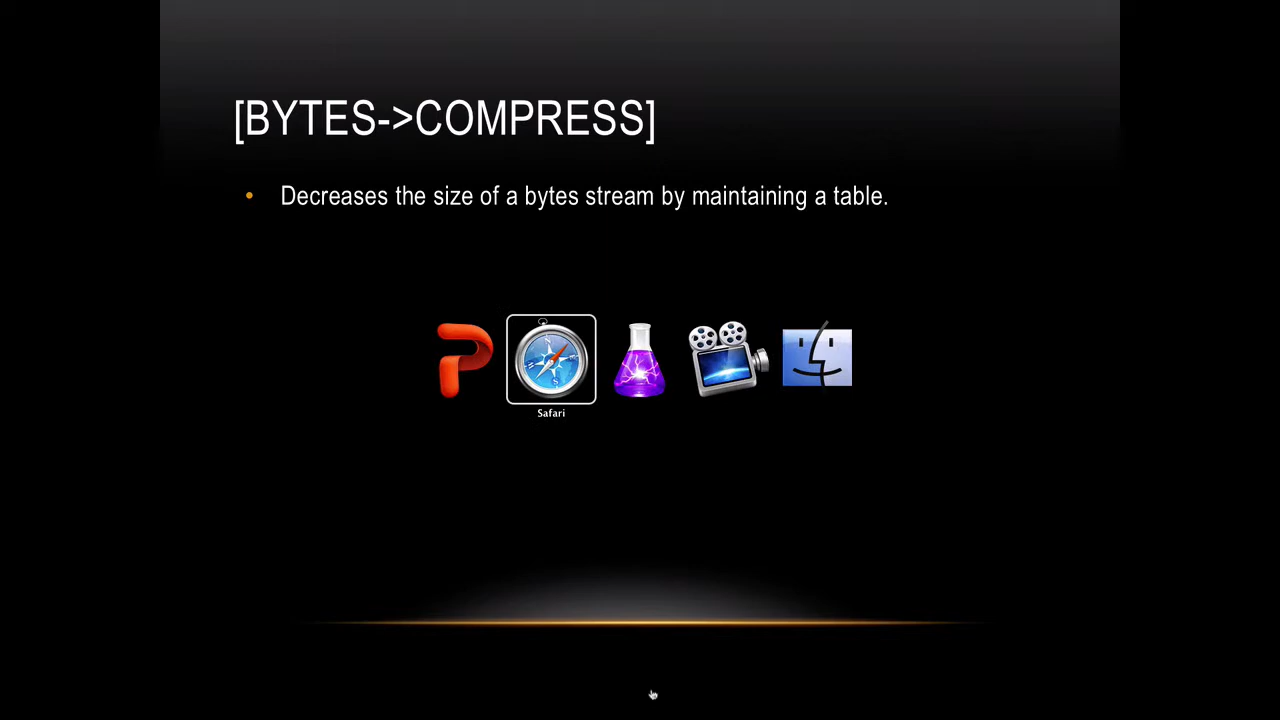 [BYTES->COMPRESS]
• Decreases the size of a bytes stream by maintaining a table.
Safari